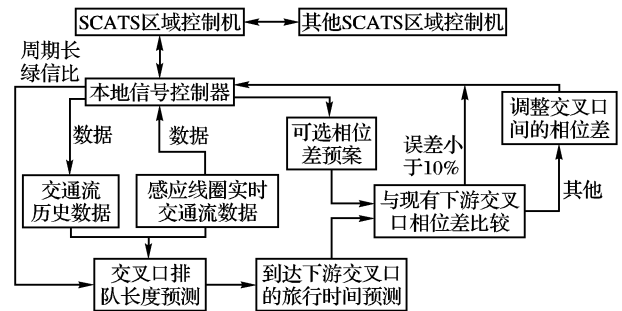 SCATS区域控制机
其他SCATS区域控制机
周期长
绿信比
本地信号控制器
调整交叉口
间的相位差
可选相位
差预案
误差小
于10%
数据
数据
交通流
历史数据
感应线圈实时
交通流数据
与现有下游交叉
口相位差比较
其他
交叉口排
队长度预测
到达下游交叉口
的旅行时间预测